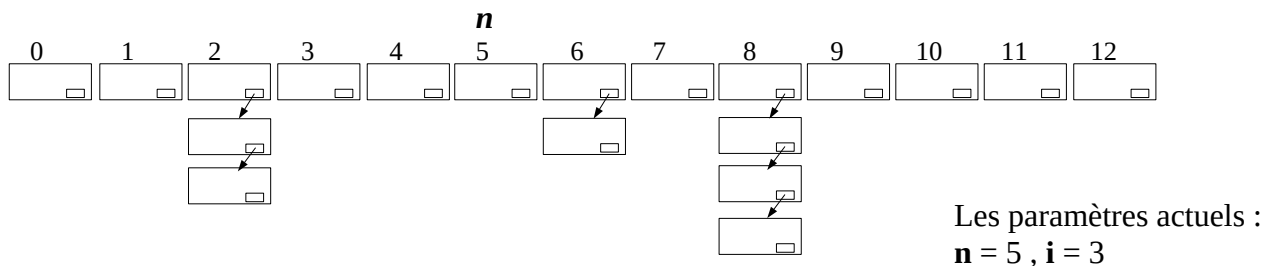 n
0 1 2 3 4 5 6 7 8 9 10 11 12
Les paramètres actuels :
n = 5 , i = 3